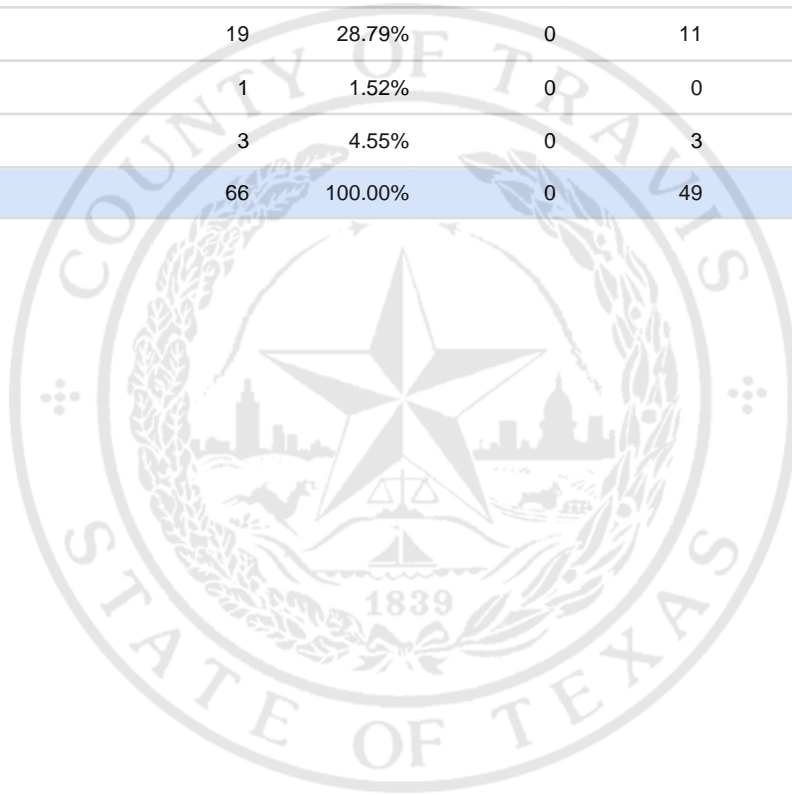 19 28.79% 0 11
1 1.52% 0 0
3 4.55% 0 3
66 100.00% 0 49
COUNTY OF TRAVIS
1839
STATE OF TEXAS